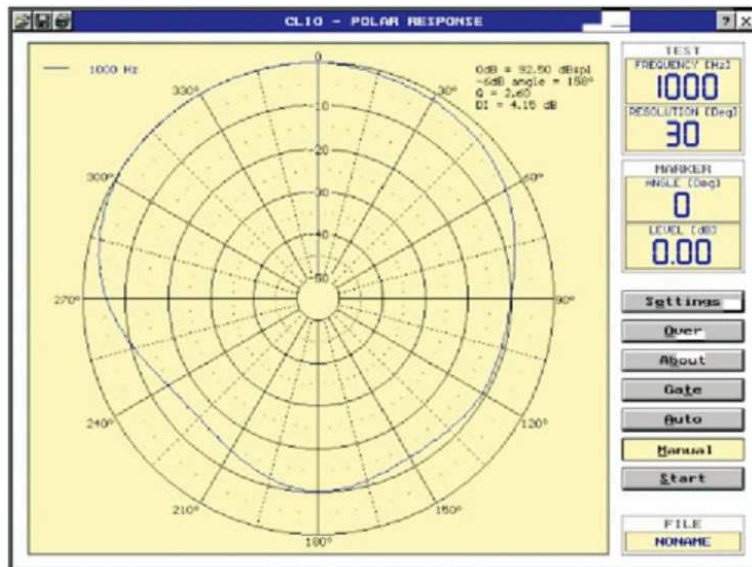 CLIO - POLAR RESPONSE
? X
1000 Hz
0dB = 92.50 dBspl
-6dB angle = 158°
Q = 2.60
DI = 4.15 dB
0
330°
30°
-10
-20
300°
60°
-30
-40
-50
270°
90°
240°
120°
210°
150°
180°
TEST
FREQUENCY [Hz]
1000
RESOLUTION [Deg]
30
MARKER
ANGLE [Deg]
0
LEVEL [dB]
0.00
Settings
Over
About
Gate
Auto
Manual
Start
FILE
NONAME